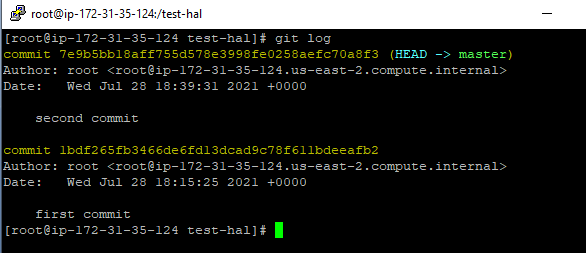 root@ip-172-31-35-124:/test-hal
[root@ip-172-31-35-124 test-hal]# git log
commit 7e9b5bb18aff755d578e3998fe0258aefc70a8f3 (HEAD -> master)
Author: root <root@ip-172-31-35-124.us-east-2.compute.internal>
Date:   Wed Jul 28 18:39:31 2021 +0000
second commit
commit 1bdf265fb3466de6fd13dcad9c78f611bdeeafb2
Author: root <root@ip-172-31-35-124.us-east-2.compute.internal>
Date:   Wed Jul 28 18:15:25 2021 +0000
first commit
[root@ip-172-31-35-124 test-hal]#